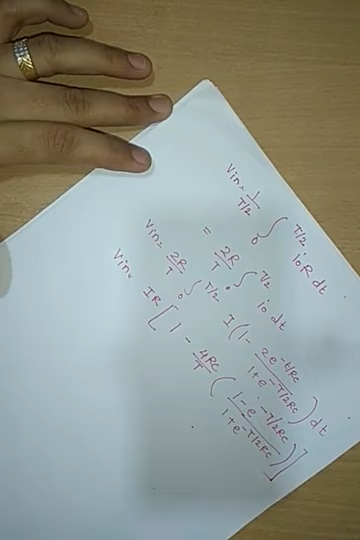 Vin = 1/(T/2) ∫₀^{T/2} i₀R dt
= 2R/T ∫₀^{T/2} i₀ dt
Vin = 2R/T ∫₀^{T/2} I(1 - 2e^{-t/RC}/(1+e^{-T/2RC})) dt
Vin = IR[1 - 4RC/T (1-e^{-T/2RC}/1+e^{-T/2RC})]